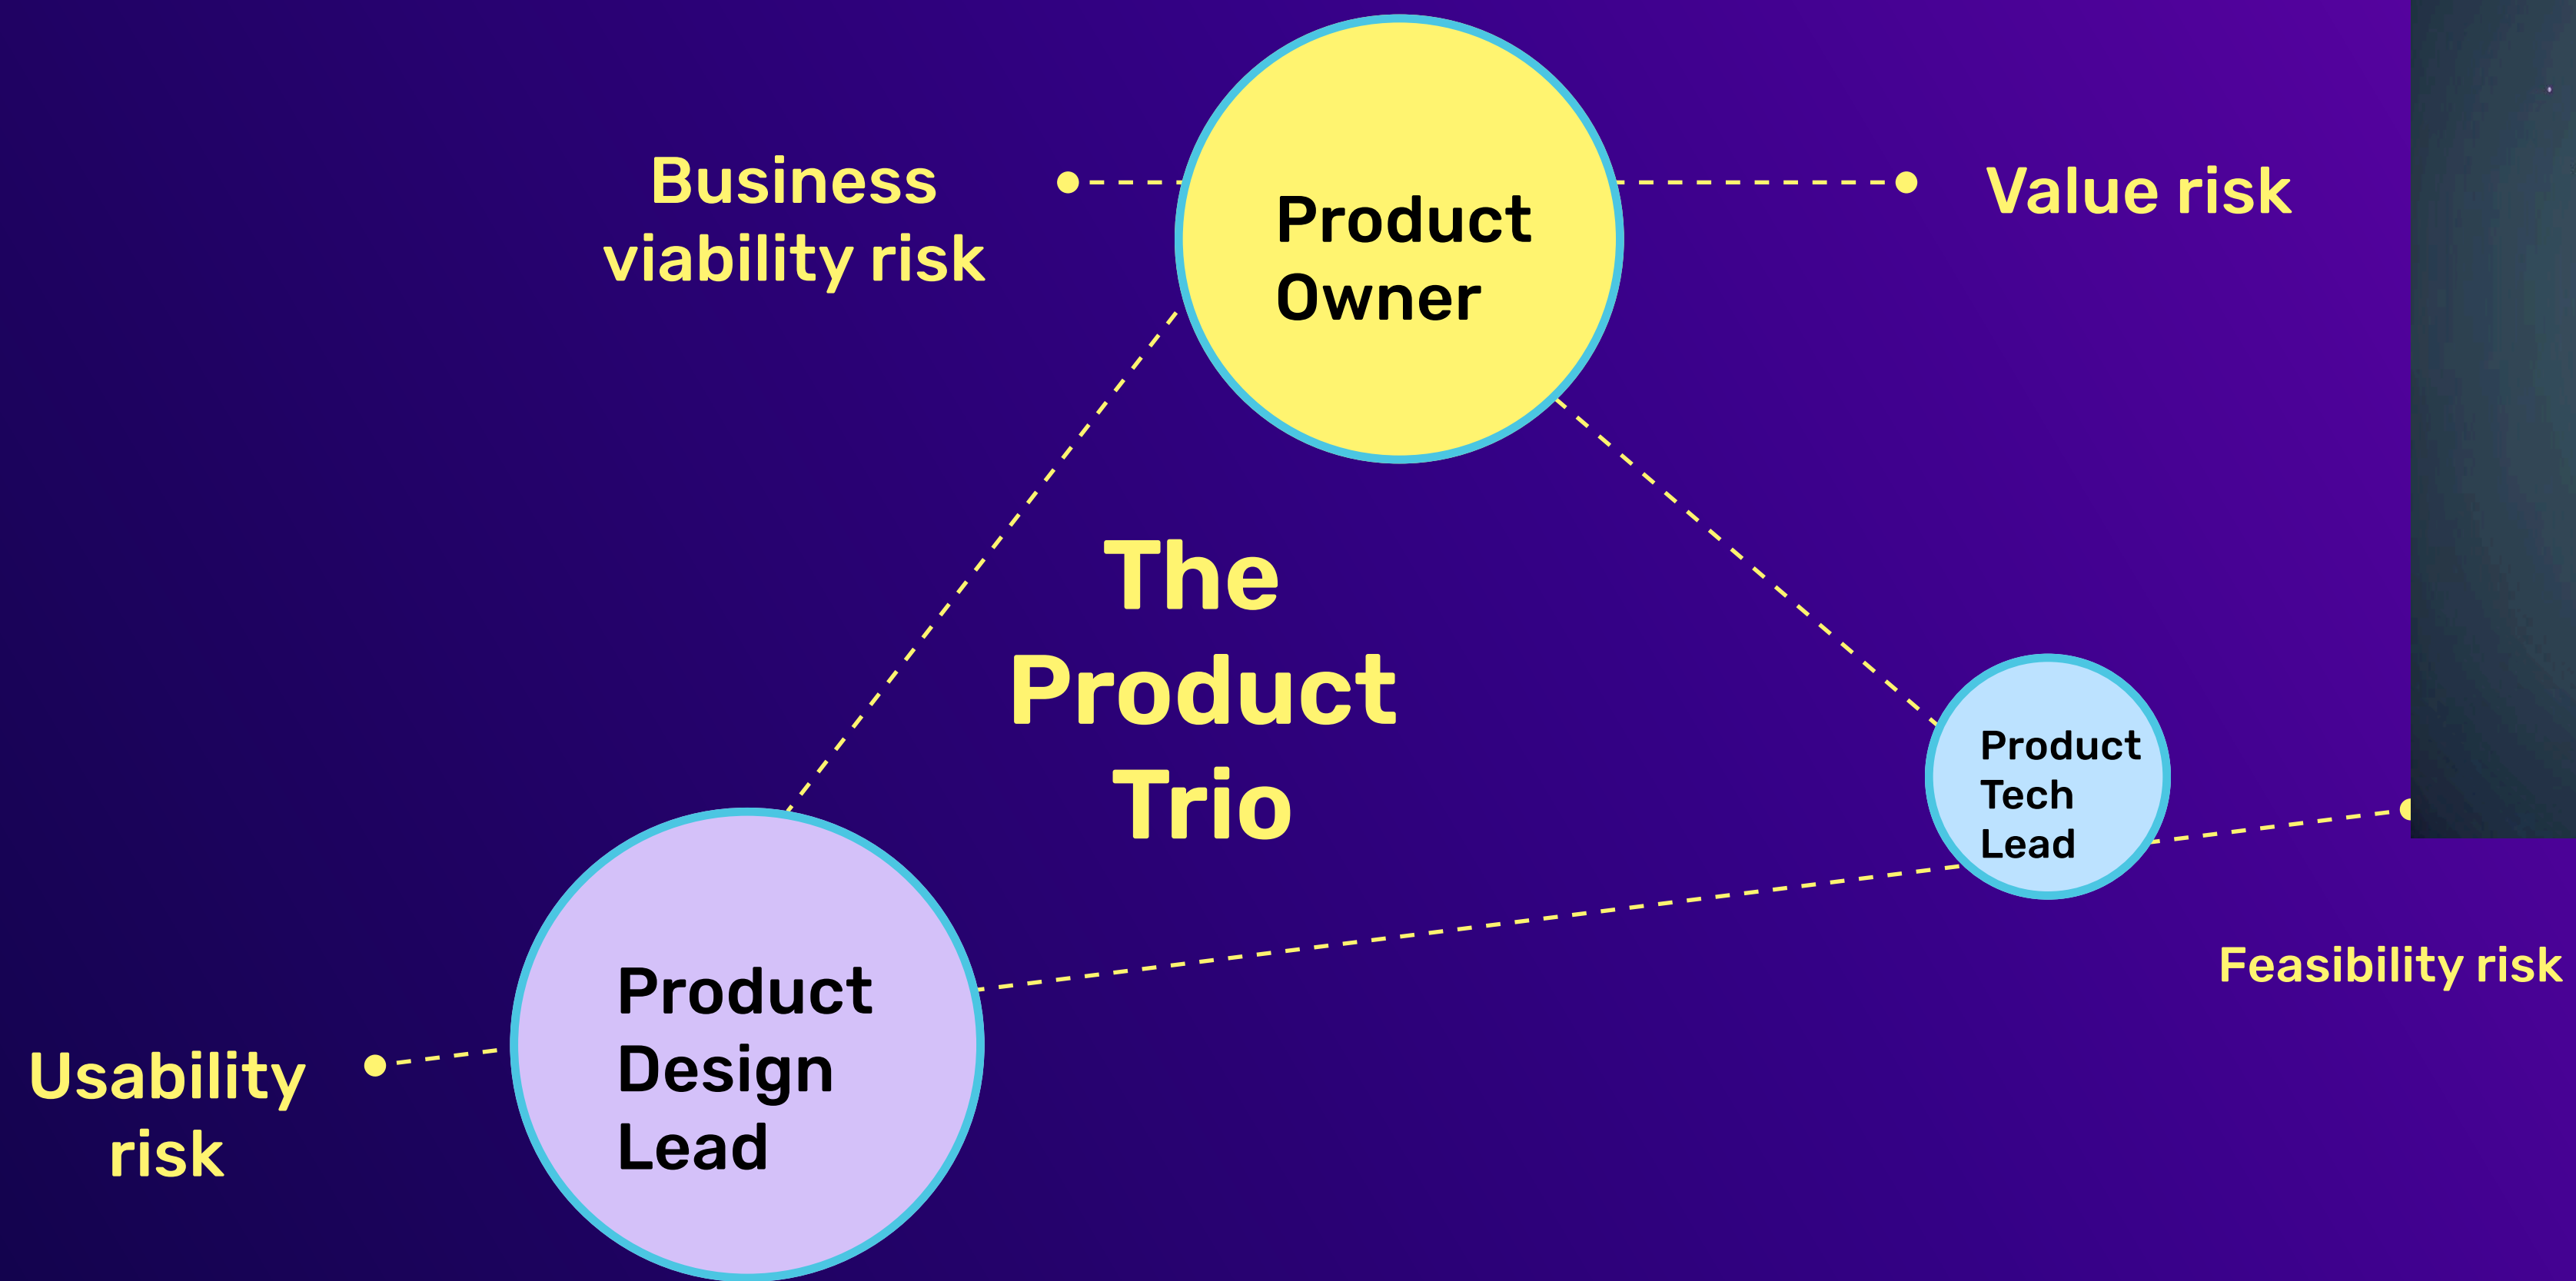 Business
viability risk
Product
Owner
Value risk
The
Product
Trio
Product
Tech
Lead
Feasibility risk
Product
Design
Lead
Usability
risk